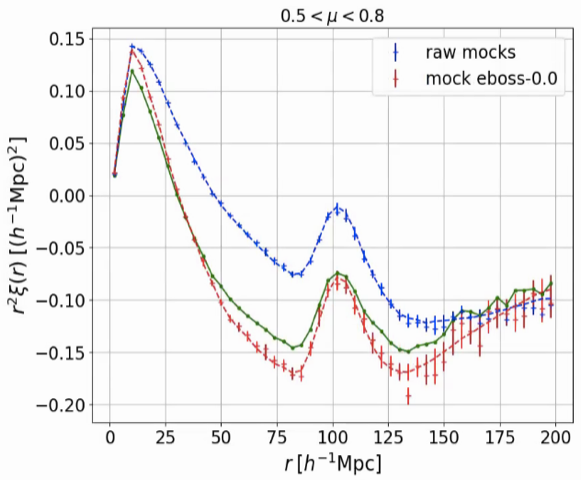 0.5 < μ < 0.8
raw mocks
mock eboss-0.0
0.15
0.10
0.05
0.00
−0.05
−0.10
−0.15
−0.20
r²ξ(r) [(h⁻¹Mpc)²]
0 25 50 75 100 125 150 175 200
r [h⁻¹Mpc]